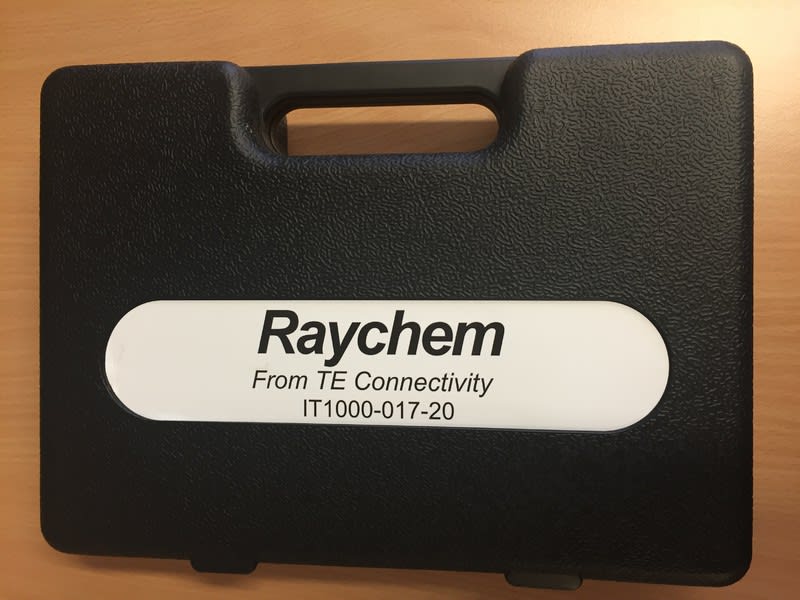 Raychem
From TE Connectivity
IT1000-017-20